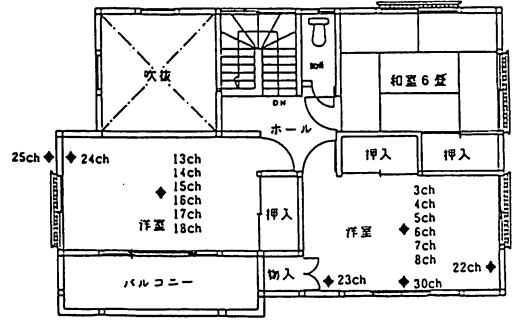 吹抜
便所
和室6畳
DN
ホール
押入
押入
25ch
24ch
13ch
14ch
15ch
16ch
17ch
18ch
洋室
押入
3ch
4ch
5ch
6ch
7ch
8ch
洋室
22ch
バルコニー
物入
23ch
30ch